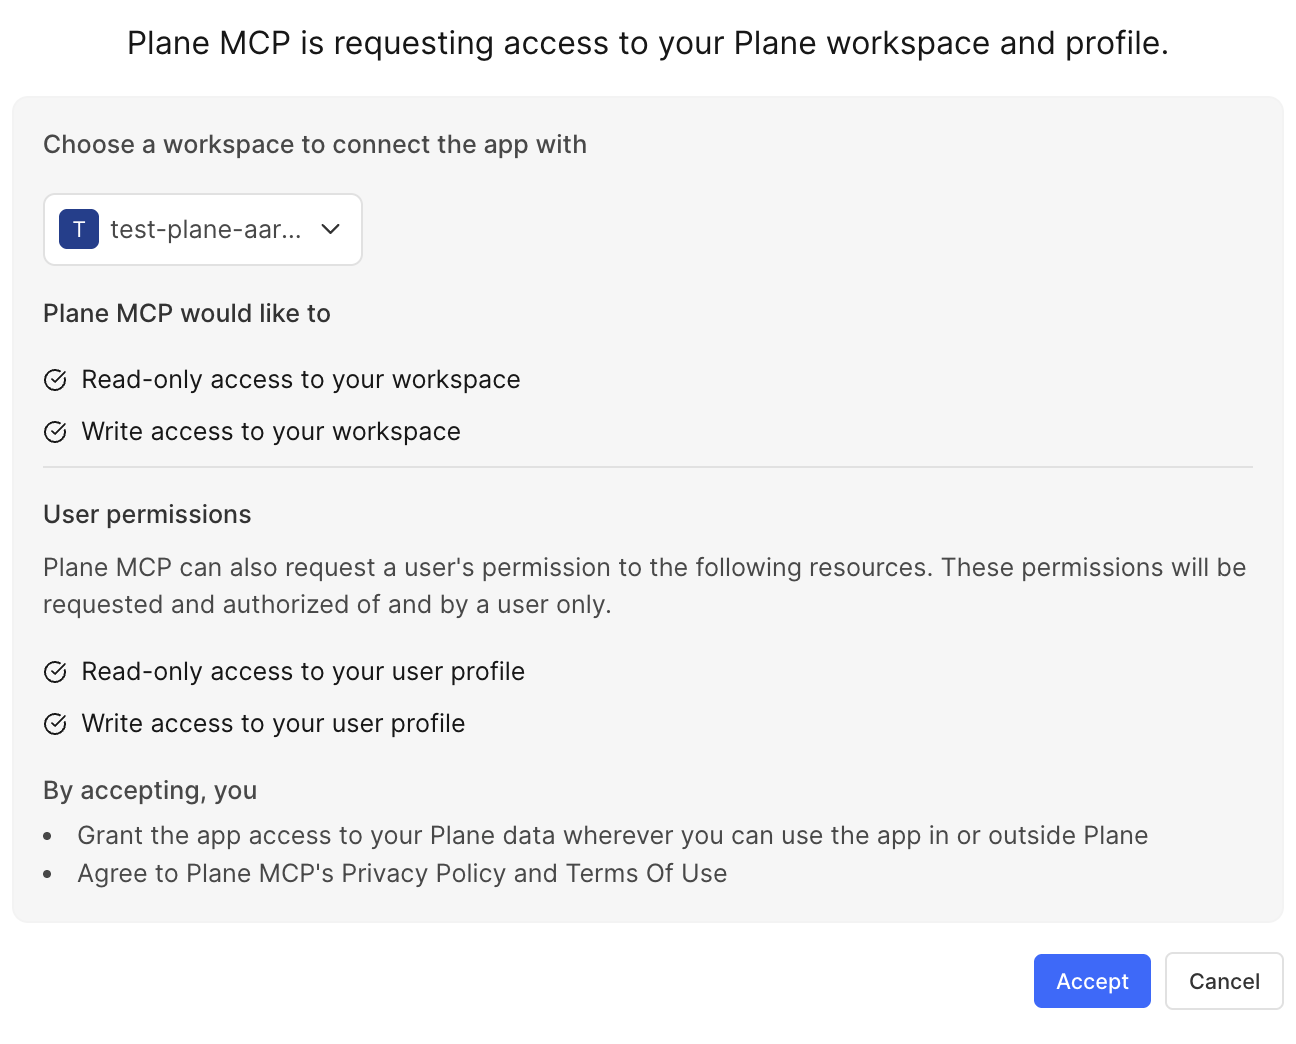 Plane MCP is requesting access to your Plane workspace and profile.
Choose a workspace to connect the app with
T test-plane-aar...
Plane MCP would like to
Read-only access to your workspace
Write access to your workspace
User permissions
Plane MCP can also request a user's permission to the following resources. These permissions will be
requested and authorized of and by a user only.
Read-only access to your user profile
Write access to your user profile
By accepting, you
• Grant the app access to your Plane data wherever you can use the app in or outside Plane
• Agree to Plane MCP's Privacy Policy and Terms Of Use
Accept Cancel